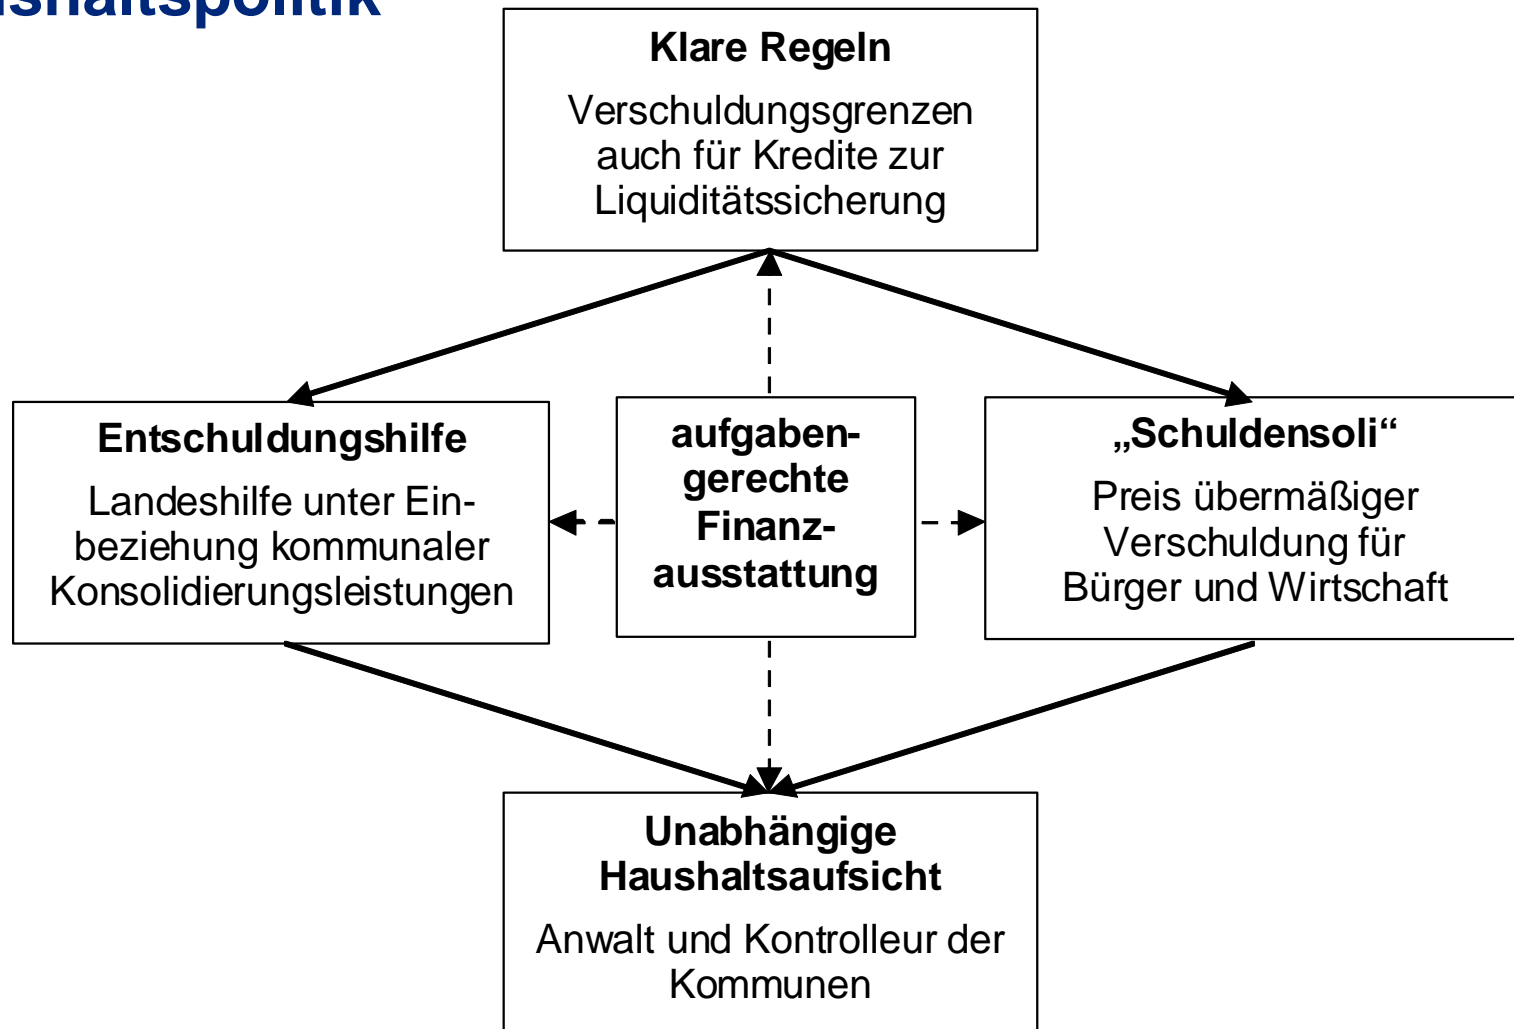 shaltspolitik
Klare Regeln
Verschuldungsgrenzen
auch für Kredite zur
Liquiditätssicherung
Entschuldungshilfe
Landeshilfe unter Ein-
beziehung kommunaler
Konsolidierungsleistungen
aufgaben-
gerechte
Finanz-
ausstattung
„Schuldensoli“
Preis übermäßiger
Verschuldung für
Bürger und Wirtschaft
Unabhängige
Haushaltsaufsicht
Anwalt und Kontrolleur der
Kommunen